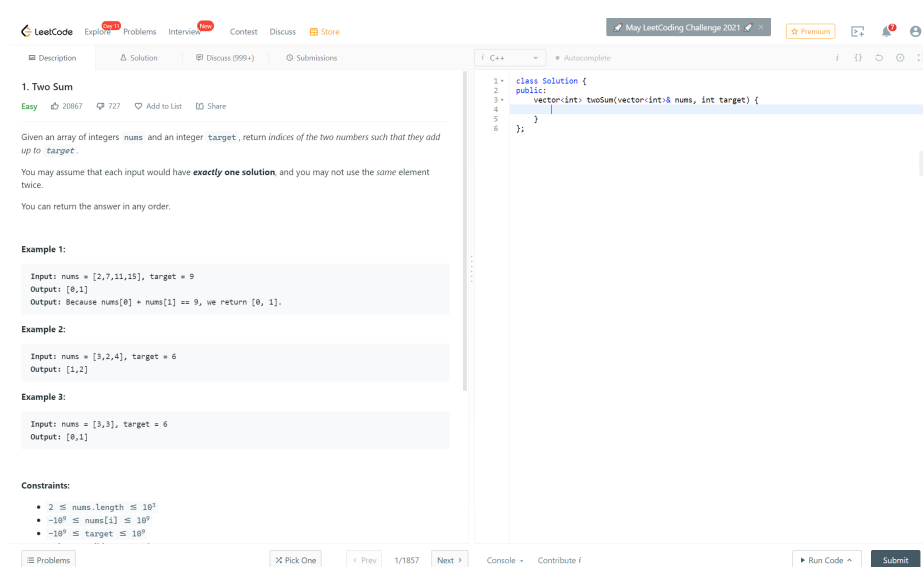 LeetCode Explore Day 11 Problems Interview New Contest Discuss Store May LeetCoding Challenge 2021 × Premium 7
Description Solution Discuss (999+) Submissions i C++ Autocomplete i {}
1. Two Sum
Easy 20867 727 Add to List Share
Given an array of integers nums and an integer target, return indices of the two numbers such that they add
up to target.
You may assume that each input would have exactly one solution, and you may not use the same element
twice.
You can return the answer in any order.
Example 1:
Input: nums = [2,7,11,15], target = 9
Output: [0,1]
Output: Because nums[0] + nums[1] == 9, we return [0, 1].
Example 2:
Input: nums = [3,2,4], target = 6
Output: [1,2]
Example 3:
Input: nums = [3,3], target = 6
Output: [0,1]
Constraints:
• 2 ≤ nums.length ≤ 10³
• -10⁹ ≤ nums[i] ≤ 10⁹
• -10⁹ ≤ target ≤ 10⁹
1 class Solution {
2 public:
3 vector<int> twoSum(vector<int>& nums, int target) {
4
5 }
6 };
Problems Pick One < Prev 1/1857 Next > Console Contribute i Run Code Submit